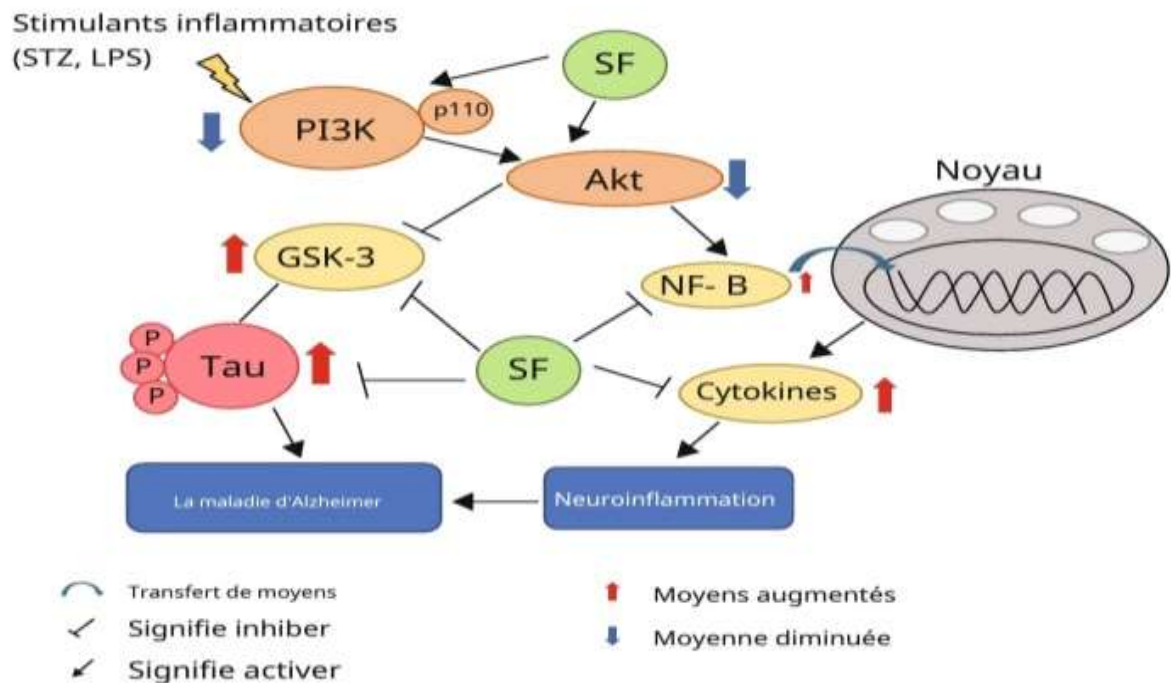 Stimulants inflammatoires
(STZ, LPS)
SF
p110
PI3K
Akt
Noyau
GSK-3
NF- B
P
P
P
Tau
SF
Cytokines
La maladie d'Alzheimer
Neuroinflammation
Transfert de moyens
Signifie inhiber
Signifie activer
Moyens augmentés
Moyenne diminuée